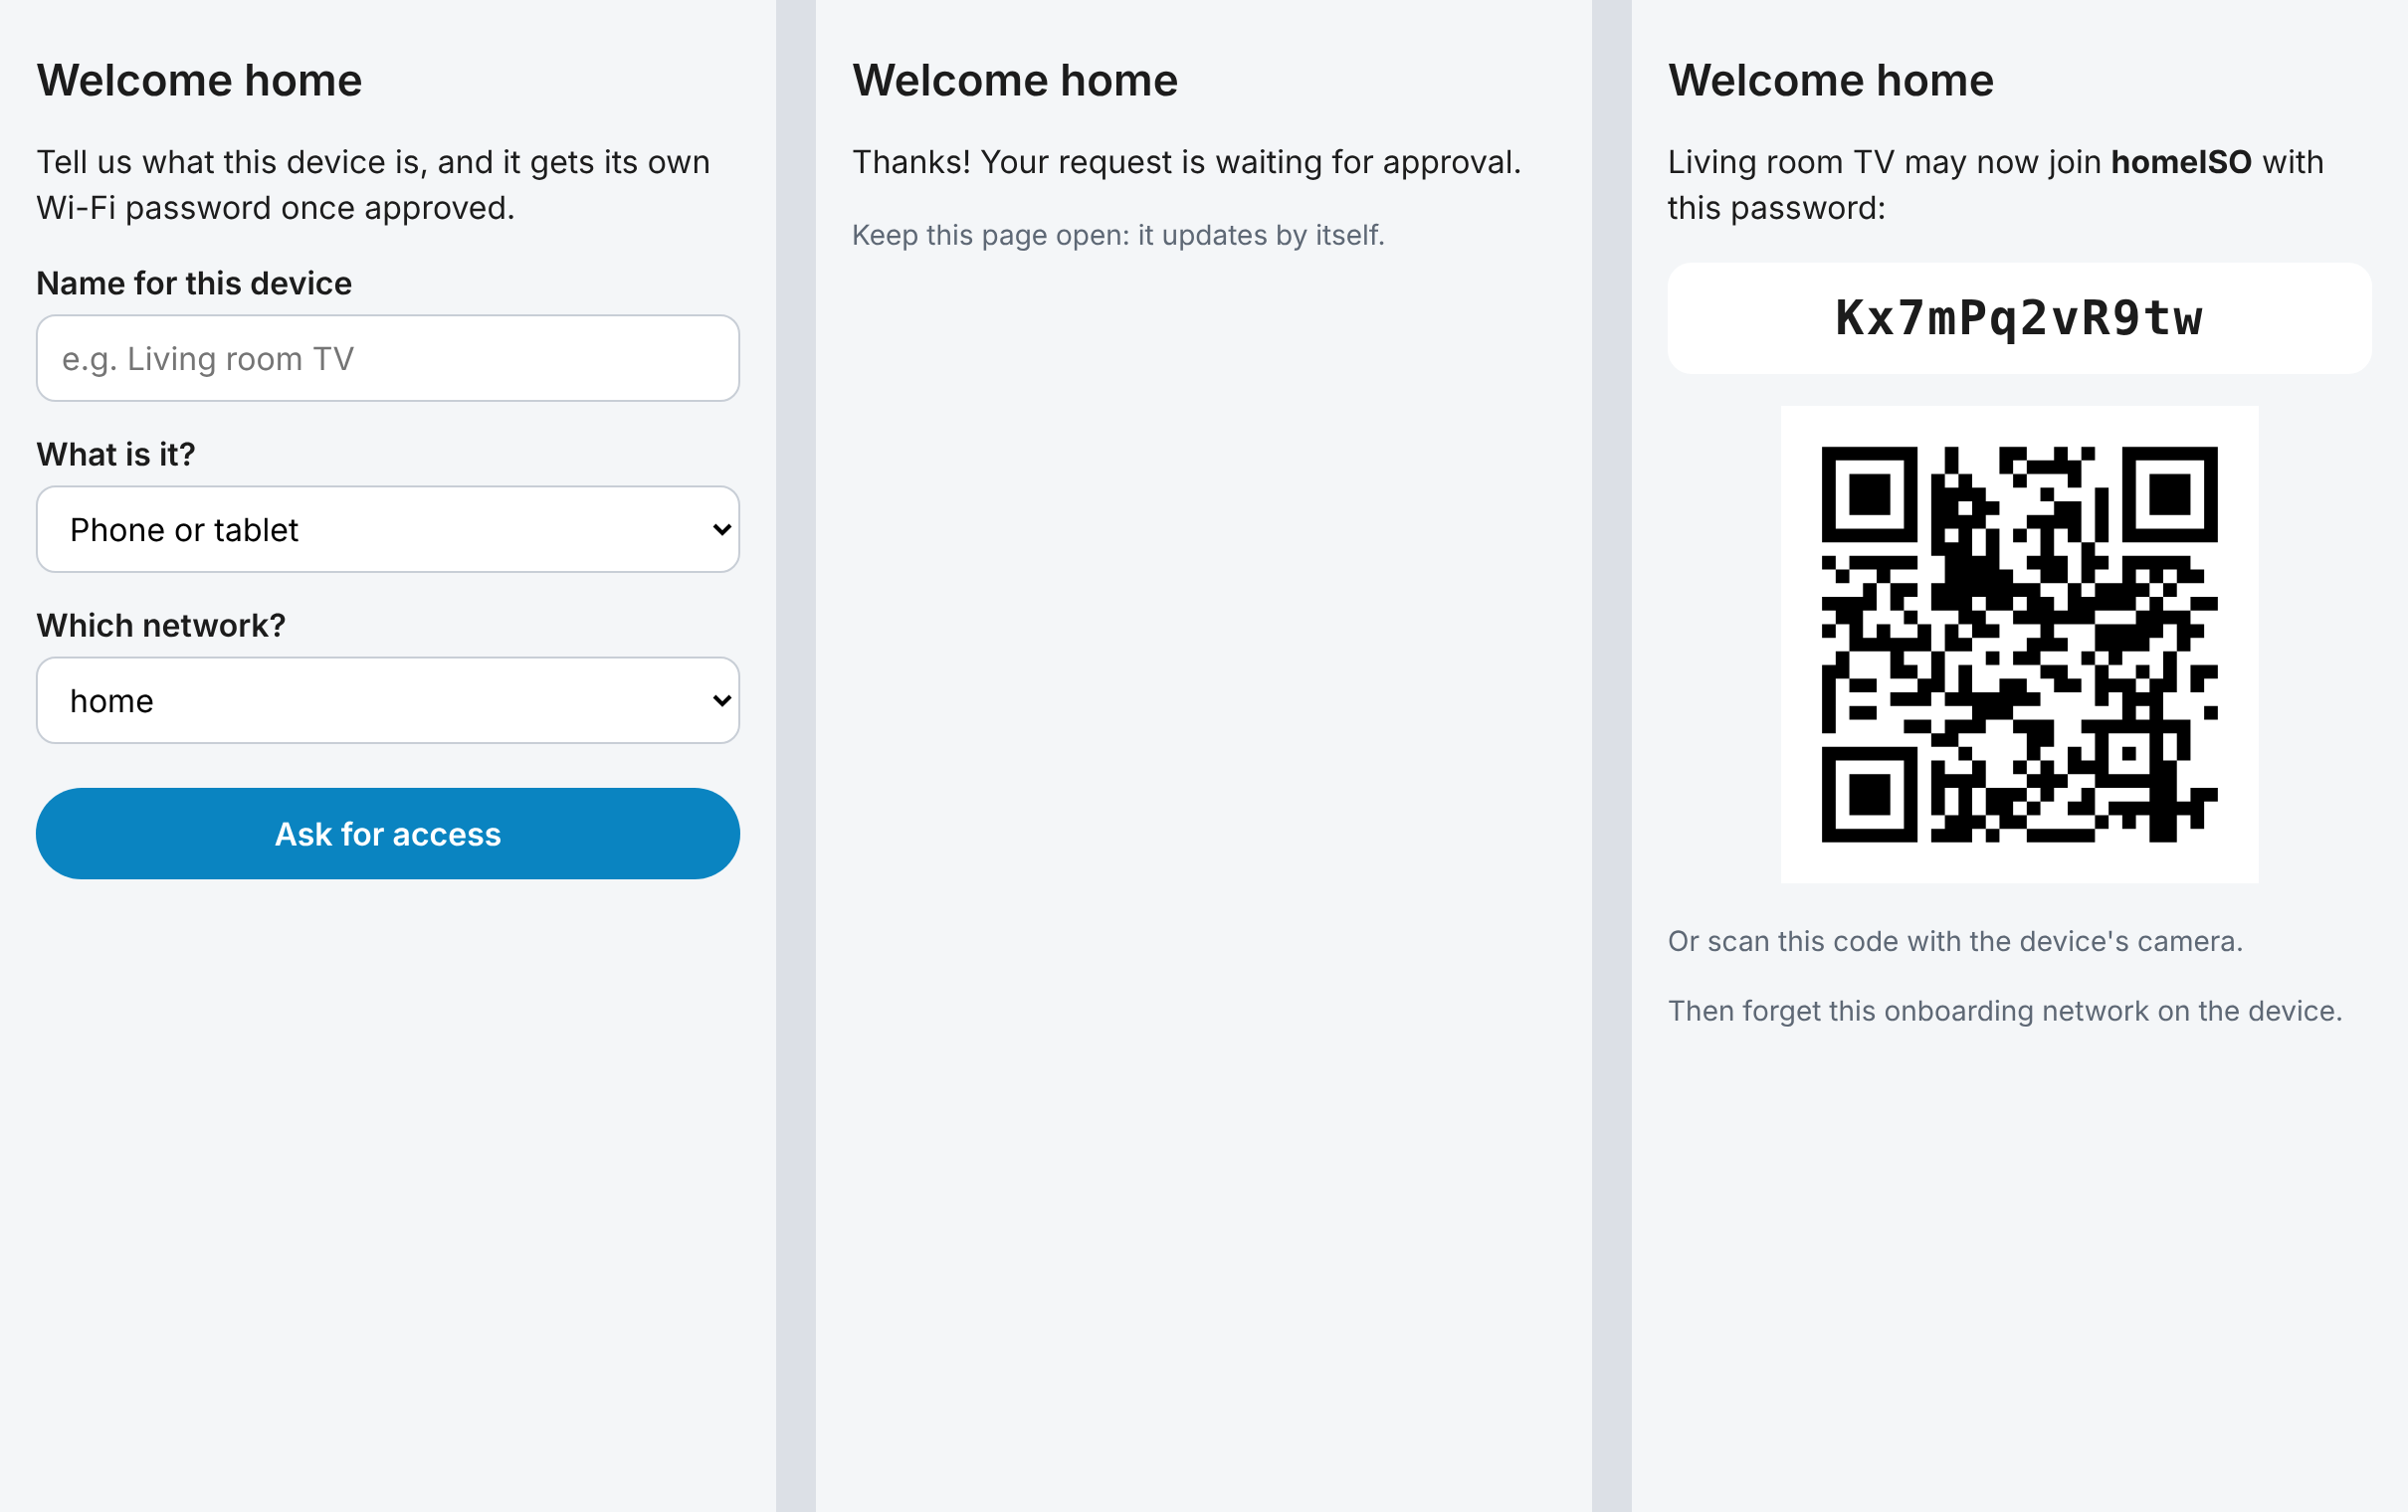 Welcome home
Tell us what this device is, and it gets its own
Wi-Fi password once approved.
Name for this device
e.g. Living room TV
What is it?
Phone or tablet
Which network?
home
Ask for access
Welcome home
Thanks! Your request is waiting for approval.
Keep this page open: it updates by itself.
Welcome home
Living room TV may now join homeISO with
this password:
Kx7mPq2vR9tw
Or scan this code with the device's camera.
Then forget this onboarding network on the device.